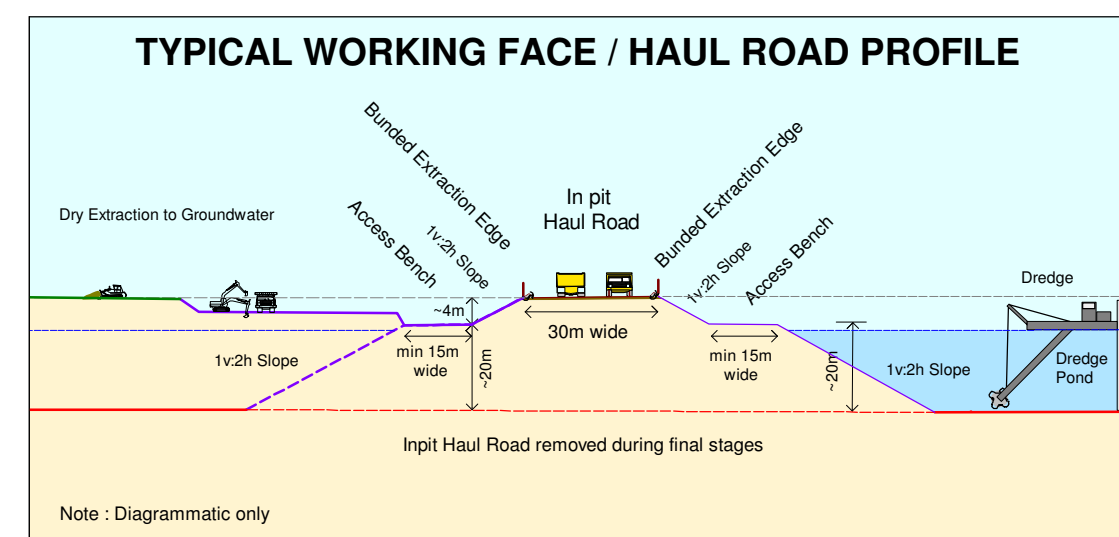 TYPICAL WORKING FACE / HAUL ROAD PROFILE
Bunded Extraction Edge
Bunded Extraction Edge
In pit
Haul Road
Dry Extraction to Groundwater
Access Bench
1v:2h Slope
1v:2h Slope
Access Bench
Dredge
~4m
30m wide
1v:2h Slope
min 15m
wide
~20m
min 15m
wide
~20m
1v:2h Slope
Dredge
Pond
Inpit Haul Road removed during final stages
Note : Diagrammatic only